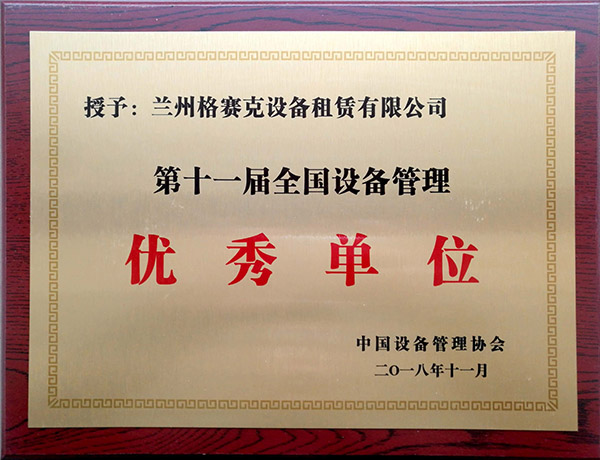 授予：兰州格赛克设备租赁有限公司
第十一届全国设备管理
优秀单位
中国设备管理协会
二〇一八年十一月